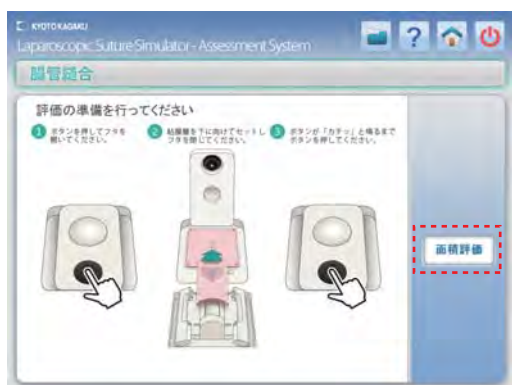 KYOTO KAGAKU
Laparoscopic Suture Simulator - Assessment System
?
腸管縫合
評価の準備を行ってください
1 ボタンを押してフタを
開いてください。
2 結腸を下に向けてセットし
フタを閉じてください。
3 ボタンが「カチッ」と鳴るまで
ボタンを押してください。
面積評価